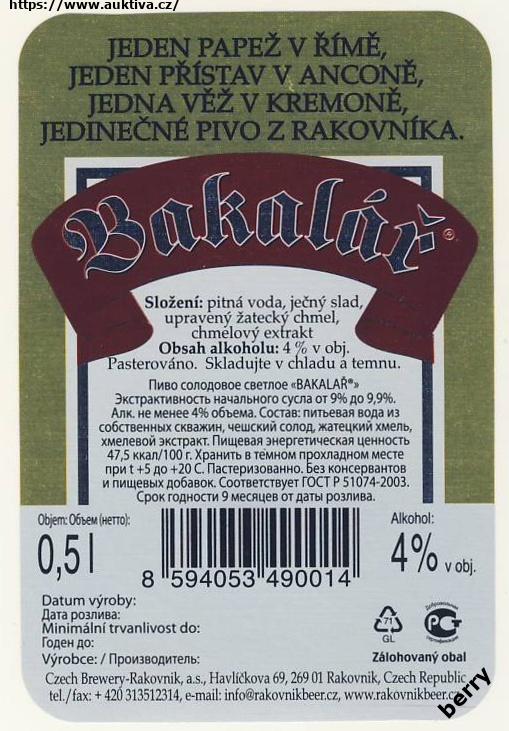 https://www.auktiva.cz/
JEDEN PAPEŽ V ŘÍMĚ,
JEDEN PŘÍSTAV V ANCONĚ,
JEDNA VĚŽ V KREMONĚ,
JEDINEČNÉ PIVO Z RAKOVNÍKA.
Bakalář®
Složení: pitná voda, ječný slad,
upravený žatecký chmel,
chmelový extrakt
Obsah alkoholu: 4 % v obj.
Pasterováno. Skladujte v chladu a temnu.
Пиво солодовое светлое «BAKALAŘ®»
Экстрактивность начального сусла от 9% до 9,9%.
Алк. не менее 4% объема. Состав: питьевая вода из
собственных скважин, чешский солод, жатецкий хмель,
хмелевой экстракт. Пищевая энергетическая ценность
47,5 ккал/100 г. Хранить в темном прохладном месте
при t +5 до +20 С. Пастеризованно. Без консервантов
и пищевых добавок. Соответствует ГОСТ Р 51074-2003.
Срок годности 9 месяцев от даты розлива.
Objem: Объем (нетто):
0,5 l
8 594053 490014
Alkohol:
4% v obj.
Datum výroby:
Дата розлива:
Minimální trvanlivost do:
Годен до:
Výrobce: / Производитель:
71
GL
Добровольная
РСТ
сертификация
Zálohovaný obal
Czech Brewery-Rakovnik, a.s., Havlíčkova 69, 269 01 Rakovník, Czech Republic
tel./fax: + 420 313512314, e-mail: info@rakovnikbeer.cz, www.rakovnikbeer.cz
berry